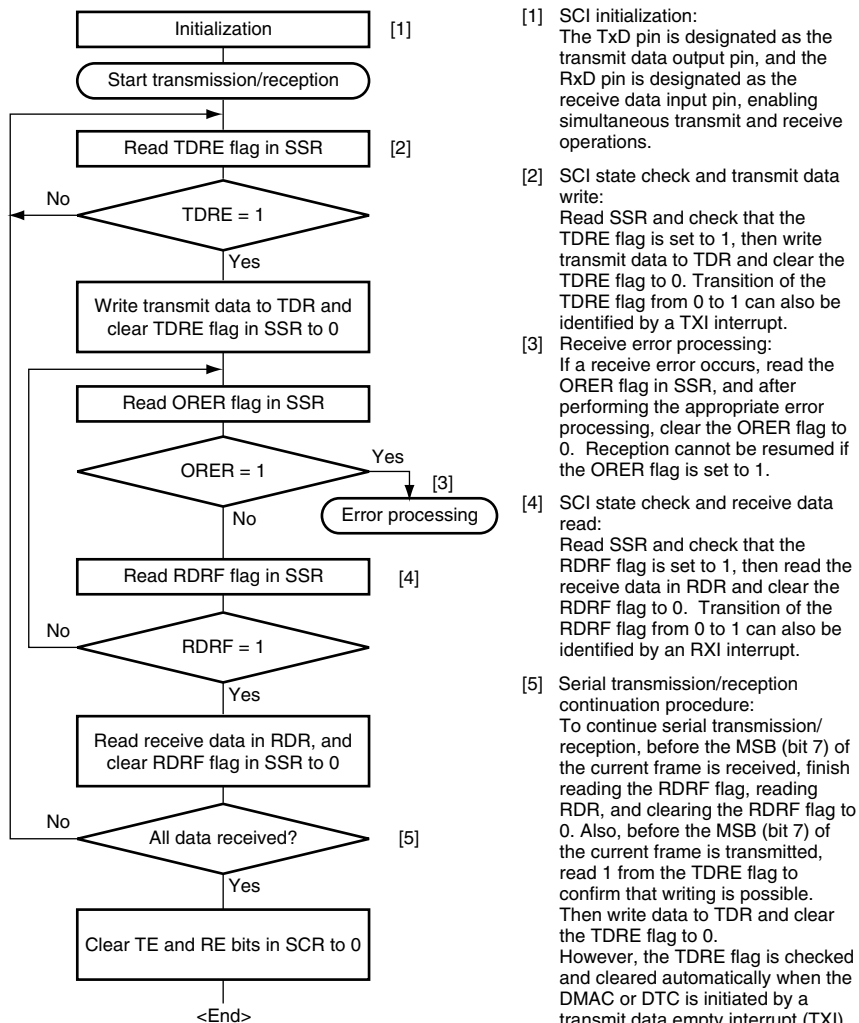 Initialization [1]
Start transmission/reception
Read TDRE flag in SSR [2]
No
TDRE = 1
Yes
Write transmit data to TDR and
clear TDRE flag in SSR to 0
Read ORER flag in SSR
ORER = 1
Yes
[3]
No
Error processing
Read RDRF flag in SSR [4]
No
RDRF = 1
Yes
Read receive data in RDR, and
clear RDRF flag in SSR to 0
No
All data received? [5]
Yes
Clear TE and RE bits in SCR to 0
<End>
[1] SCI initialization:
The TxD pin is designated as the
transmit data output pin, and the
RxD pin is designated as the
receive data input pin, enabling
simultaneous transmit and receive
operations.
[2] SCI state check and transmit data
write:
Read SSR and check that the
TDRE flag is set to 1, then write
transmit data to TDR and clear the
TDRE flag to 0. Transition of the
TDRE flag from 0 to 1 can also be
identified by a TXI interrupt.
[3] Receive error processing:
If a receive error occurs, read the
ORER flag in SSR, and after
performing the appropriate error
processing, clear the ORER flag to
0. Reception cannot be resumed if
the ORER flag is set to 1.
[4] SCI state check and receive data
read:
Read SSR and check that the
RDRF flag is set to 1, then read the
receive data in RDR and clear the
RDRF flag to 0. Transition of the
RDRF flag from 0 to 1 can also be
identified by an RXI interrupt.
[5] Serial transmission/reception
continuation procedure:
To continue serial transmission/
reception, before the MSB (bit 7) of
the current frame is received, finish
reading the RDRF flag, reading
RDR, and clearing the RDRF flag to
0. Also, before the MSB (bit 7) of
the current frame is transmitted,
read 1 from the TDRE flag to
confirm that writing is possible.
Then write data to TDR and clear
the TDRE flag to 0.
However, the TDRE flag is checked
and cleared automatically when the
DMAC or DTC is initiated by a
transmit data empty interrupt (TXI)